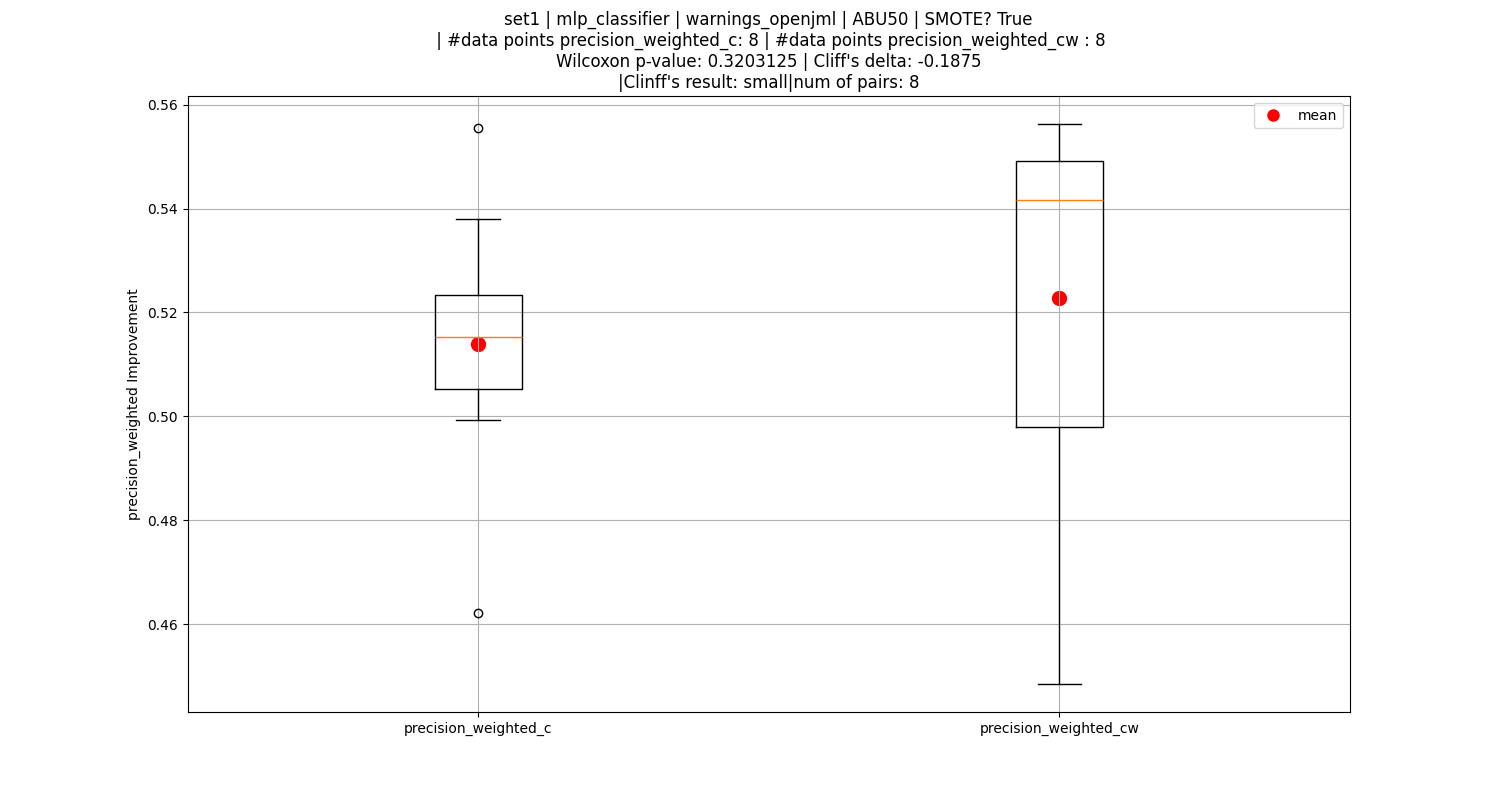 set1 | mlp_classifier | warnings_openjml | ABU50 | SMOTE? True
| #data points precision_weighted_c: 8 | #data points precision_weighted_cw : 8
Wilcoxon p-value: 0.3203125 | Cliff's delta: -0.1875
|Clinff's result: small|num of pairs: 8
mean
0.56
0.54
0.52
0.50
0.48
0.46
precision_weighted Improvement
precision_weighted_c
precision_weighted_cw